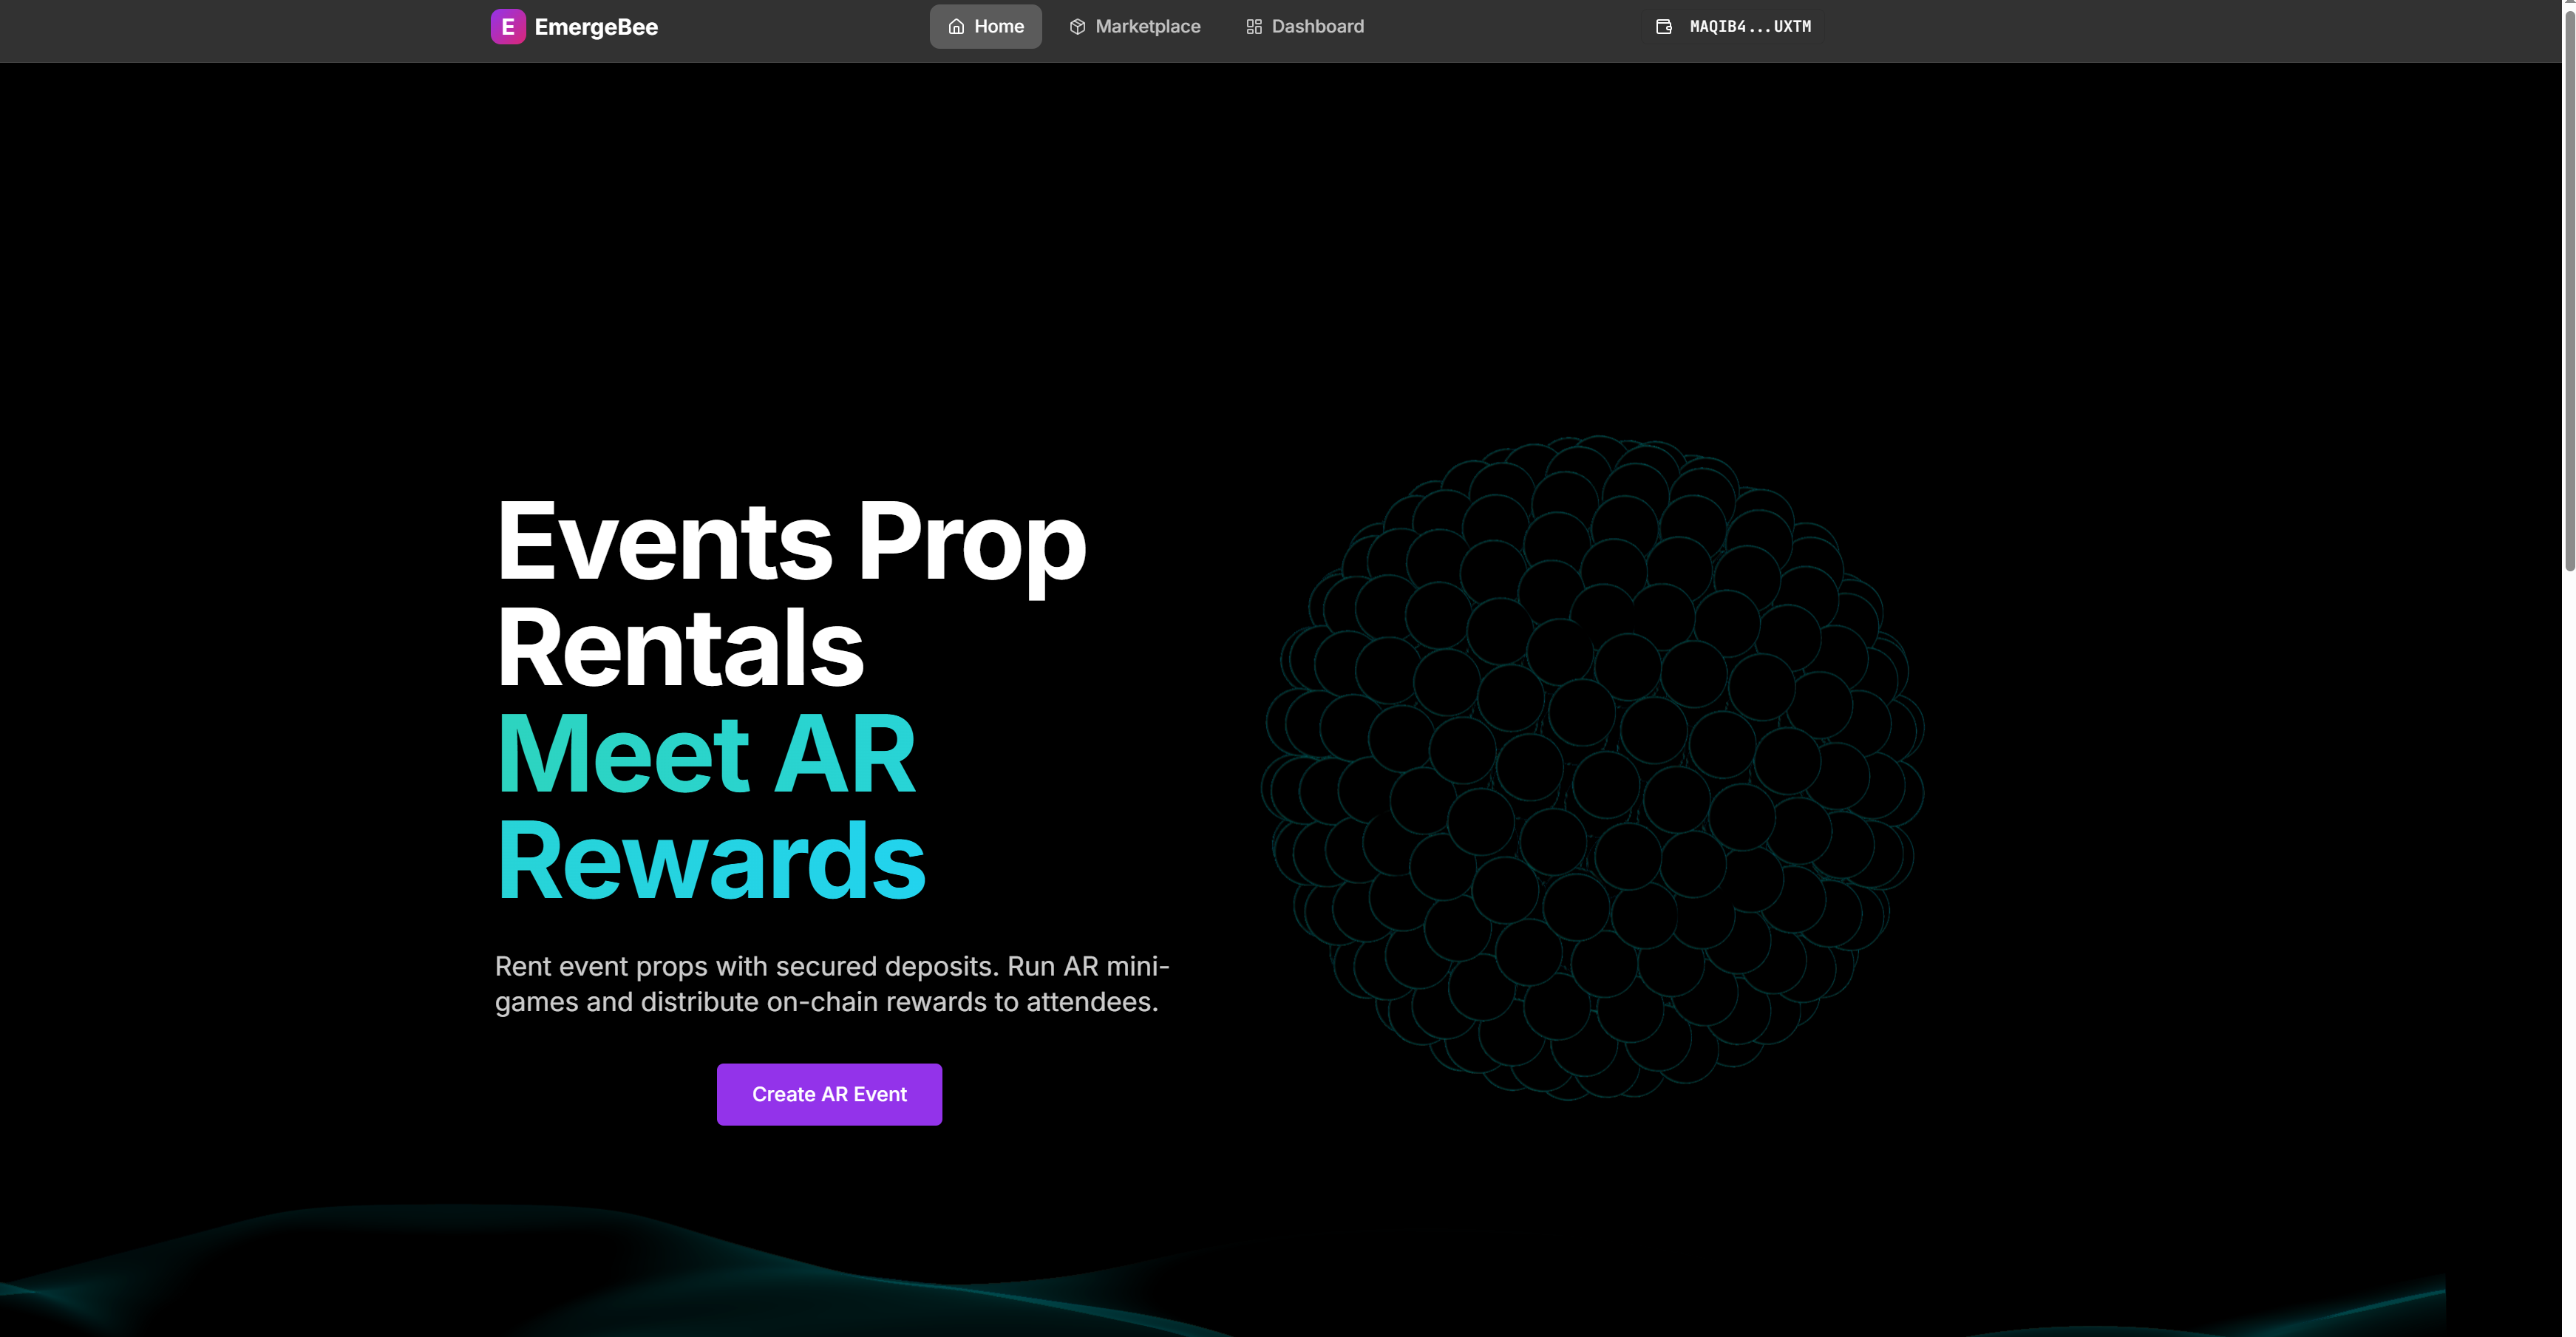 E EmergeBee
Home
Marketplace
Dashboard
MAQIB4...UXTM
Events Prop
Rentals
Meet AR
Rewards
Rent event props with secured deposits. Run AR mini-
games and distribute on-chain rewards to attendees.
Create AR Event